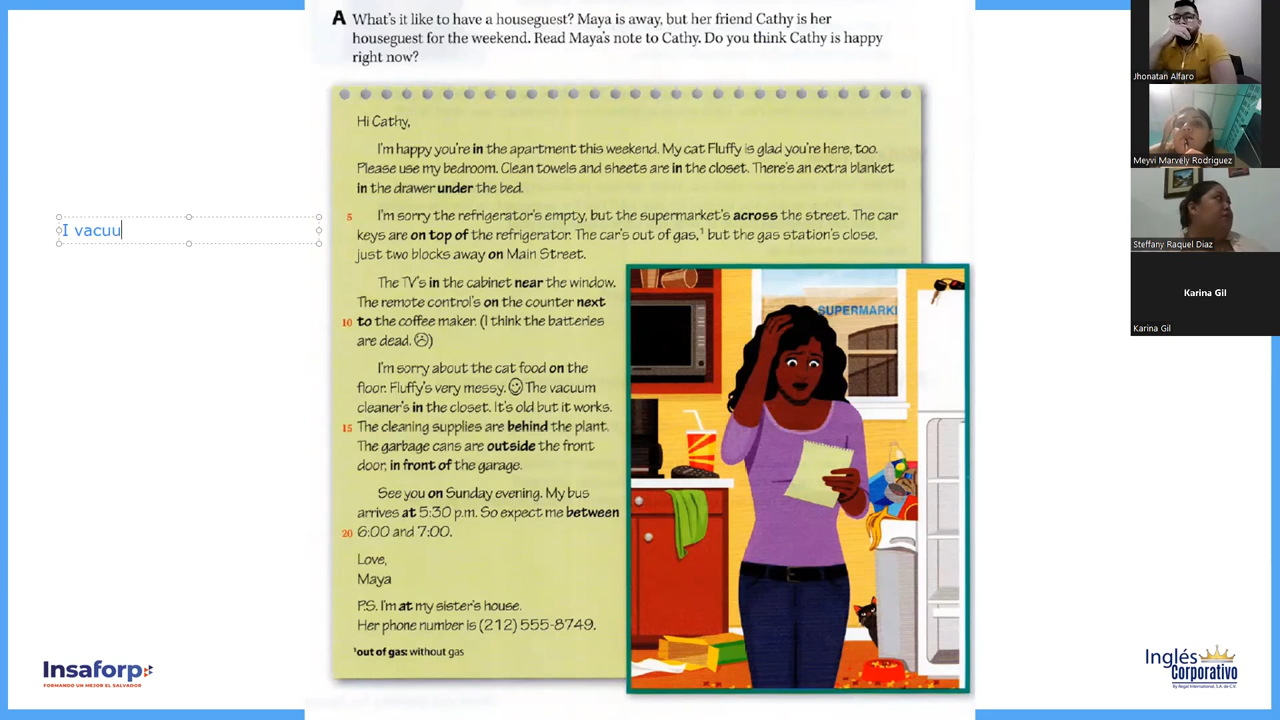 A What's it like to have a houseguest? Maya is away, but her friend Cathy is her
houseguest for the weekend. Read Maya's note to Cathy. Do you think Cathy is happy
right now?
Hi Cathy,
I'm happy you're in the apartment this weekend. My cat Fluffy is glad you're here, too.
Please use my bedroom. Clean towels and sheets are in the closet. There's an extra blanket
in the drawer under the bed.
5 I'm sorry the refrigerator's empty, but the supermarket's across the street. The car
keys are on top of the refrigerator. The car's out of gas,¹ but the gas station's close,
just two blocks away on Main Street.
The TV's in the cabinet near the window.
The remote control's on the counter next
10 to the coffee maker. (I think the batteries
are dead. ☹)
I'm sorry about the cat food on the
floor. Fluffy's very messy. ☺ The vacuum
cleaner's in the closet. It's old but it works.
15 The cleaning supplies are behind the plant.
The garbage cans are outside the front
door, in front of the garage.
See you on Sunday evening. My bus
arrives at 5:30 p.m. So expect me between
20 6:00 and 7:00.
Love,
Maya
P.S. I'm at my sister's house.
Her phone number is (212) 555-8749.
¹out of gas: without gas
SUPERMARK
I vacuu
Jhonatan Alfaro
Meyvi Marvely Rodriguez
Steffany Raquel Diaz
Karina Gil
Karina Gil
Insaforp
FORMANDO UN MEJOR EL SALVADOR
Inglés
Corporativo
By Regal International, S.A. de C.V.